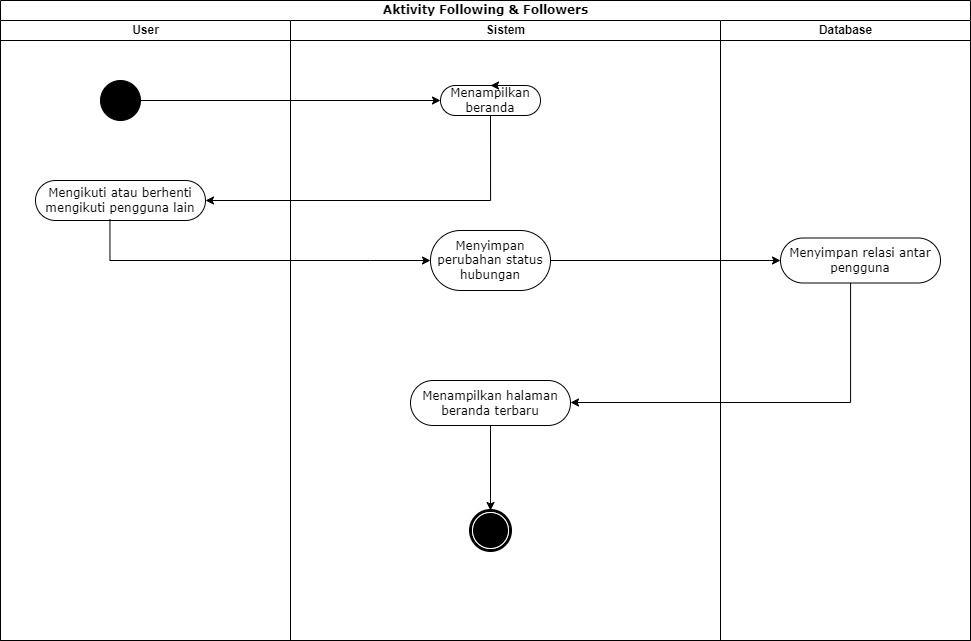 Aktivity Following & Followers
User
Sistem
Database
Menampilkan
beranda
Mengikuti atau berhenti
mengikuti pengguna lain
Menyimpan
perubahan status
hubungan
Menyimpan relasi antar
pengguna
Menampilkan halaman
beranda terbaru